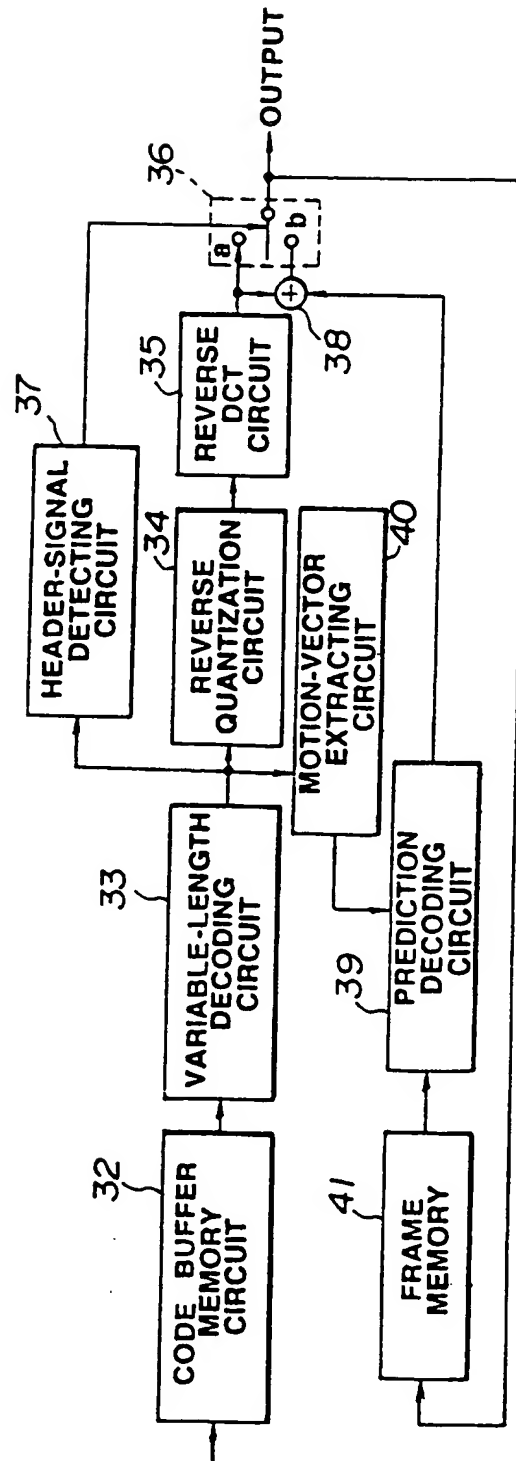 37
HEADER-SIGNAL
DETECTING
CIRCUIT
36
a
b
OUTPUT
32
CODE BUFFER
MEMORY
CIRCUIT
33
VARIABLE-LENGTH
DECODING
CIRCUIT
34
REVERSE
QUANTIZATION
CIRCUIT
35
REVERSE
DCT
CIRCUIT
+
38
40
MOTION-VECTOR
EXTRACTING
CIRCUIT
41
FRAME
MEMORY
39
PREDICTION
DECODING
CIRCUIT